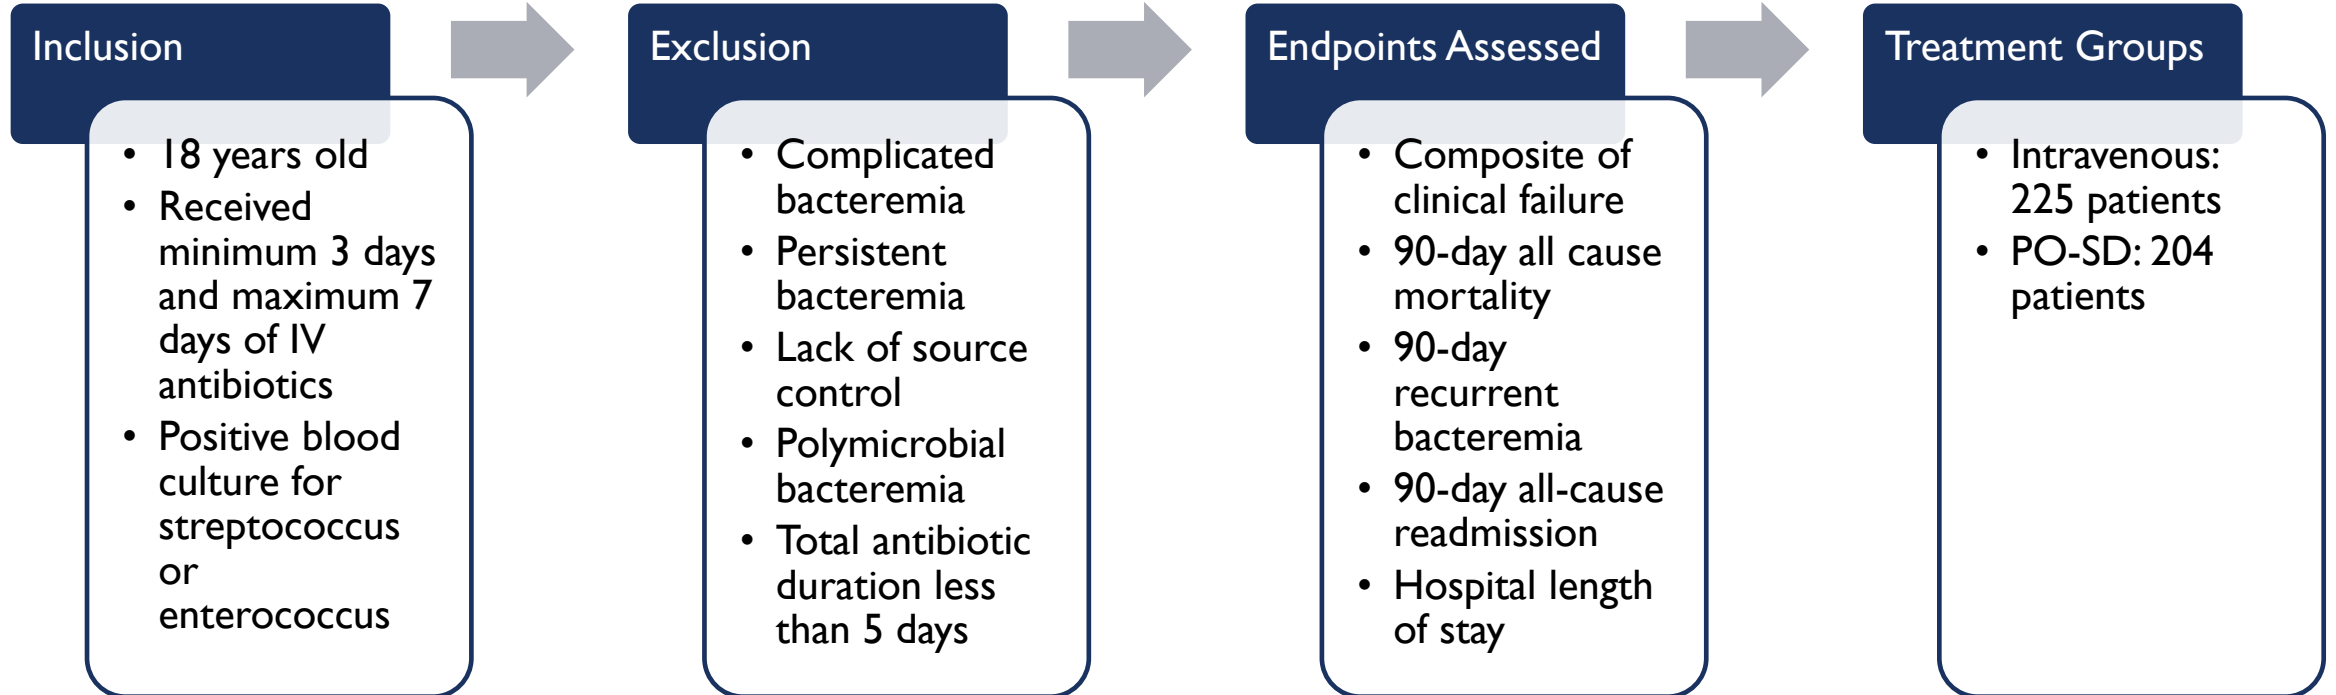 Inclusion
• 18 years old
• Received
minimum 3 days
and maximum 7
days of IV
antibiotics
• Positive blood
culture for
streptococcus
or
enterococcus
Exclusion
• Complicated
bacteremia
• Persistent
bacteremia
• Lack of source
control
• Polymicrobial
bacteremia
• Total antibiotic
duration less
than 5 days
Endpoints Assessed
• Composite of
clinical failure
• 90-day all cause
mortality
• 90-day
recurrent
bacteremia
• 90-day all-cause
readmission
• Hospital length
of stay
Treatment Groups
• Intravenous:
225 patients
• PO-SD: 204
patients